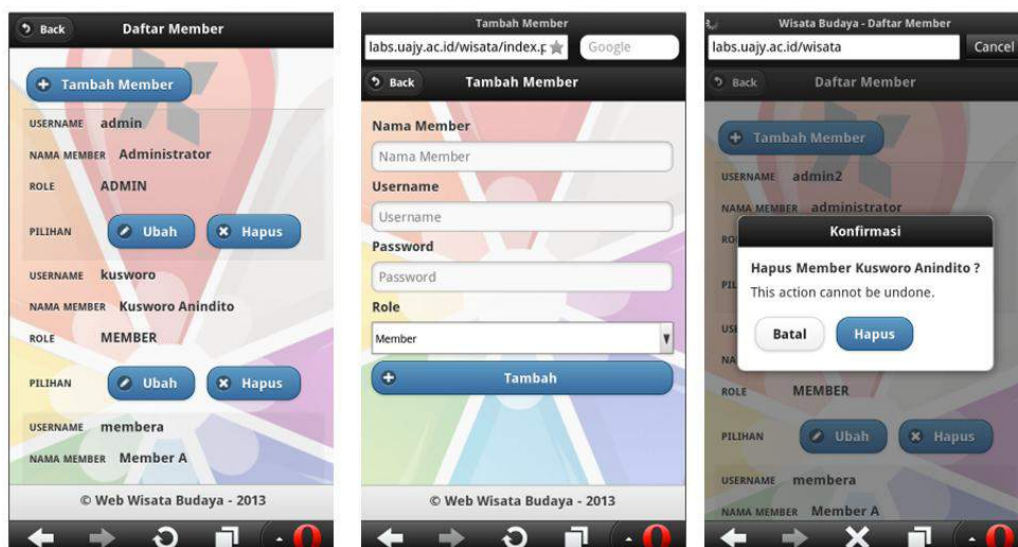 Back Daftar Member
Tambah Member
USERNAME admin
NAMA MEMBER Administrator
ROLE ADMIN
PILIHAN Ubah Hapus
USERNAME kusworo
NAMA MEMBER Kusworo Anindito
ROLE MEMBER
PILIHAN Ubah Hapus
USERNAME membera
NAMA MEMBER Member A
© Web Wisata Budaya - 2013
Tambah Member
labs.uajy.ac.id/wisata/index.p Google
Back Tambah Member
Nama Member
Nama Member
Username
Username
Password
Password
Role
Member
Tambah
© Web Wisata Budaya - 2013
Wisata Budaya - Daftar Member
labs.uajy.ac.id/wisata Cancel
Back Daftar Member
Tambah Member
USERNAME admin2
NAMA MEMBER administrator
Konfirmasi
Hapus Member Kusworo Anindito ?
This action cannot be undone.
Batal Hapus
ROLE MEMBER
PILIHAN Ubah Hapus
USERNAME membera
NAMA MEMBER Member A